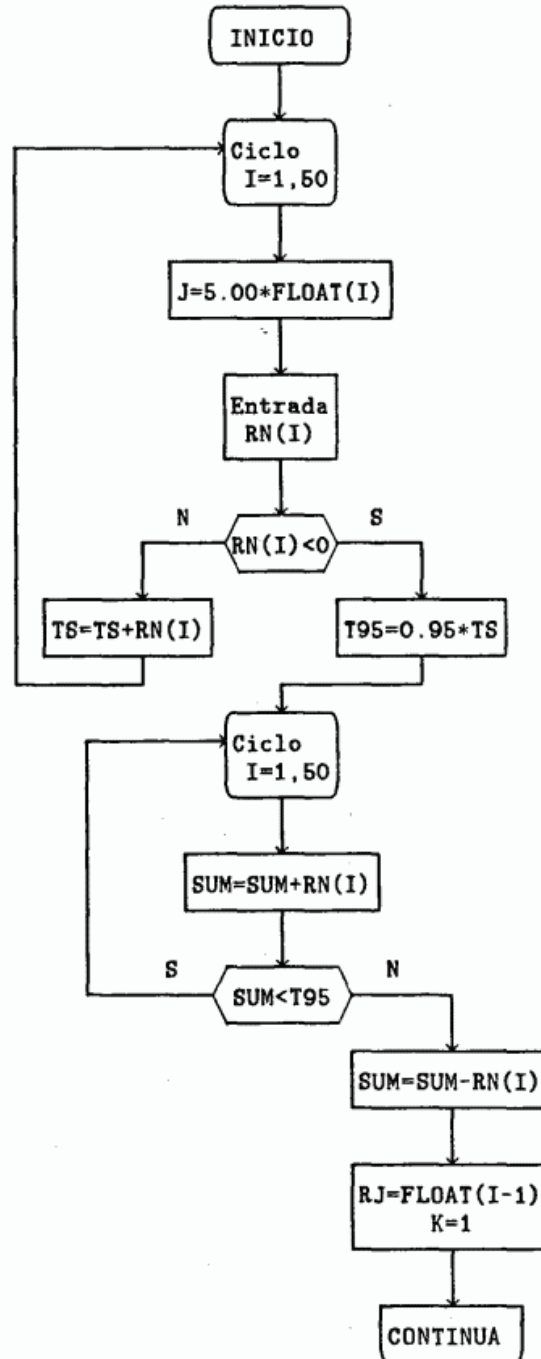 INICIO
Ciclo
I=1,50
J=5.00*FLOAT(I)
Entrada
RN(I)
N
S
RN(I)<0
TS=TS+RN(I)
T95=0.95*TS
Ciclo
I=1,50
SUM=SUM+RN(I)
S
N
SUM<T95
SUM=SUM-RN(I)
RJ=FLOAT(I-1)
K=1
CONTINUA